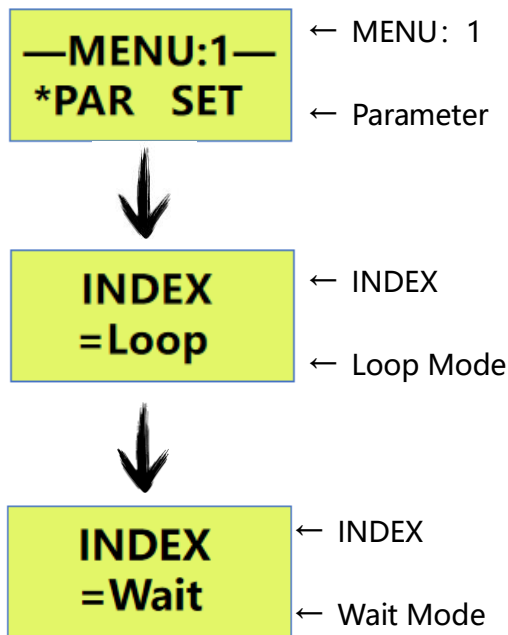 —MENU:1—
← MENU：1
*PAR SET
← Parameter
INDEX
← INDEX
=Loop
← Loop Mode
INDEX
← INDEX
=Wait
← Wait Mode